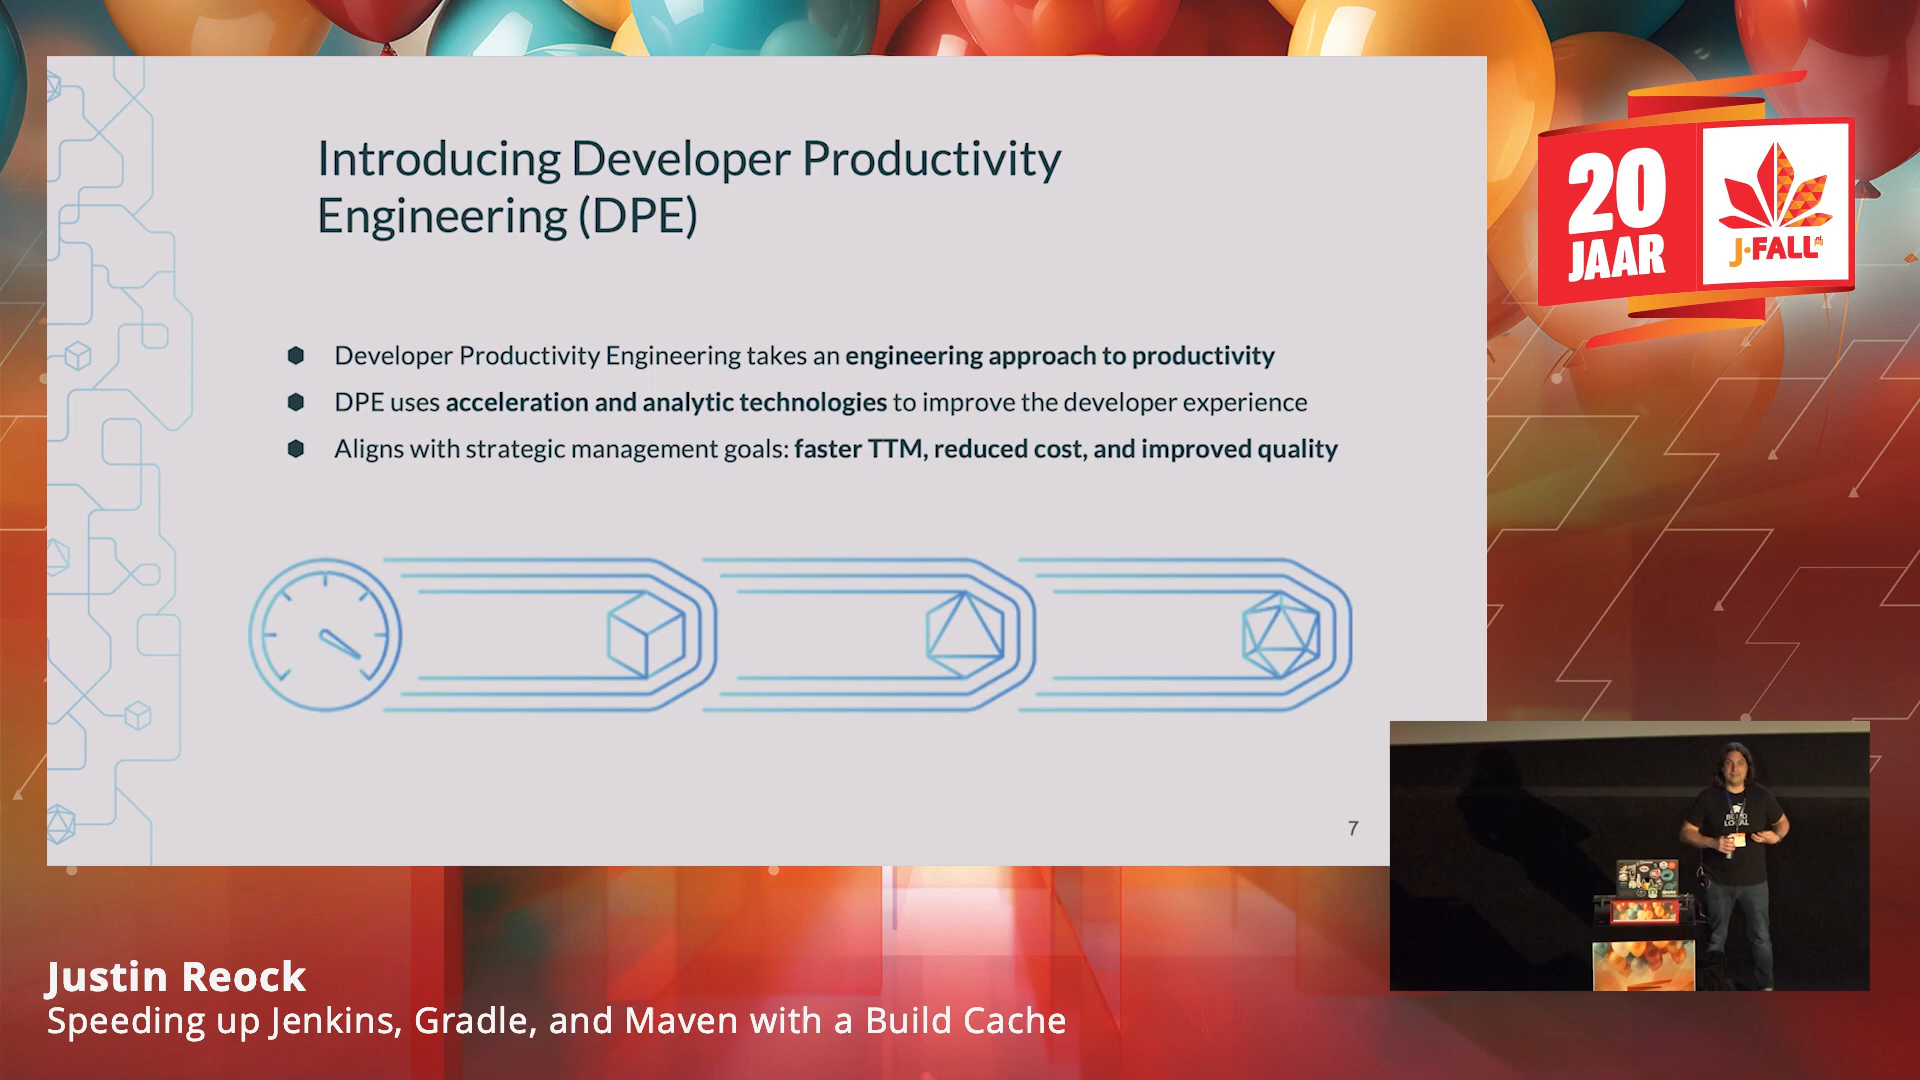 Introducing Developer Productivity
Engineering (DPE)
Developer Productivity Engineering takes an engineering approach to productivity
DPE uses acceleration and analytic technologies to improve the developer experience
Aligns with strategic management goals: faster TTM, reduced cost, and improved quality
7
20
JAAR
J-FALL
BUILD
LOCAL
Justin Reock
Speeding up Jenkins, Gradle, and Maven with a Build Cache